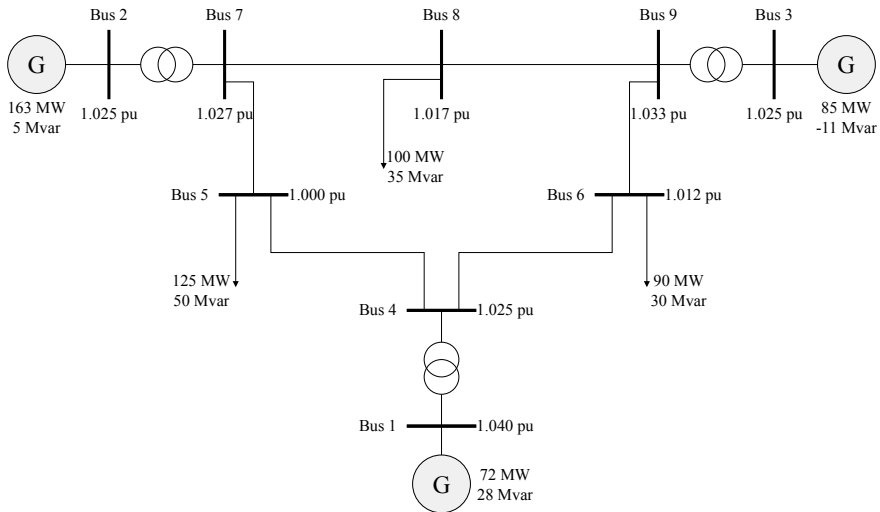 Bus 2
Bus 7
Bus 8
Bus 9
Bus 3
G
G
163 MW
5 Mvar
1.025 pu
1.027 pu
1.017 pu
1.033 pu
1.025 pu
85 MW
-11 Mvar
100 MW
35 Mvar
Bus 5
1.000 pu
Bus 6
1.012 pu
125 MW
50 Mvar
90 MW
30 Mvar
Bus 4
1.025 pu
Bus 1
1.040 pu
G
72 MW
28 Mvar